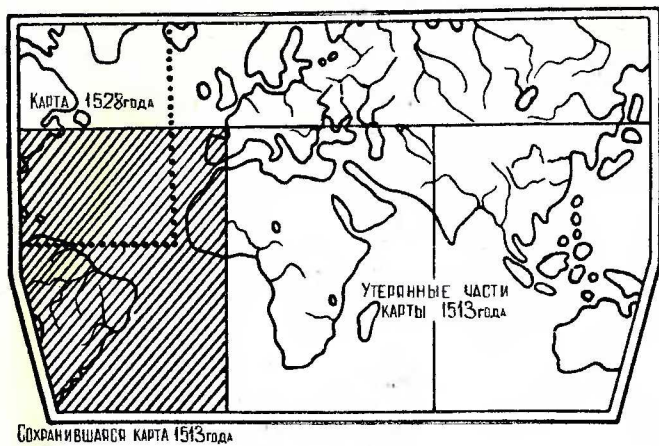 Карта 1528 года
Утерянные части
карты 1513 года
Сохранившаяся карта 1513 года